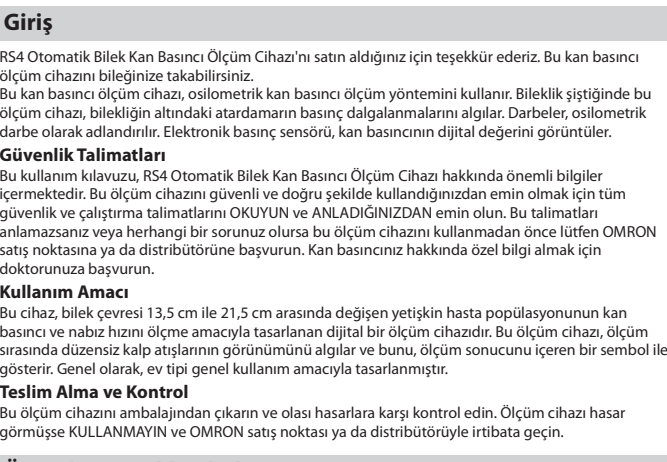 Giriş
RS4 Otomatik Bilek Kan Basıncı Ölçüm Cihazı'nı satın aldığınız için teşekkür ederiz. Bu kan basıncı
ölçüm cihazını bileğinize takabilirsiniz.
Bu kan basıncı ölçüm cihazı, osilometrik kan basıncı ölçüm yöntemini kullanır. Bileklik şiştiğinde bu
ölçüm cihazı, bilekliğin altındaki atardamarın basınç dalgalanmalarını algılar. Darbeler, osilometrik
darbe olarak adlandırılır. Elektronik basınç sensörü, kan basıncının dijital değerini görüntüler.
Güvenlik Talimatları
Bu kullanım kılavuzu, RS4 Otomatik Bilek Kan Basıncı Ölçüm Cihazı hakkında önemli bilgiler
içermektedir. Bu ölçüm cihazını güvenli ve doğru şekilde kullandığınızdan emin olmak için tüm
güvenlik ve çalıştırma talimatlarını OKUYUN ve ANLADIĞINIZDAN emin olun. Bu talimatları
anlamazsanız veya herhangi bir sorunuz olursa bu ölçüm cihazını kullanmadan önce lütfen OMRON
satış noktasına ya da distribütörüne başvurun. Kan basıncınız hakkında özel bilgi almak için
doktorunuza başvurun.
Kullanım Amacı
Bu cihaz, bilek çevresi 13,5 cm ile 21,5 cm arasında değişen yetişkin hasta popülasyonunun kan
basıncı ve nabız hızını ölçme amacıyla tasarlanan dijital bir ölçüm cihazıdır. Bu ölçüm cihazı, ölçüm
sırasında düzensiz kalp atışlarının görünümünü algılar ve bunu, ölçüm sonucunu içeren bir sembol ile
gösterir. Genel olarak, ev tipi genel kullanım amacıyla tasarlanmıştır.
Teslim Alma ve Kontrol
Bu ölçüm cihazını ambalajından çıkarın ve olası hasarlara karşı kontrol edin. Ölçüm cihazı hasar
görmüşse KULLANMAYIN ve OMRON satış noktası ya da distribütörüyle irtibata geçin.